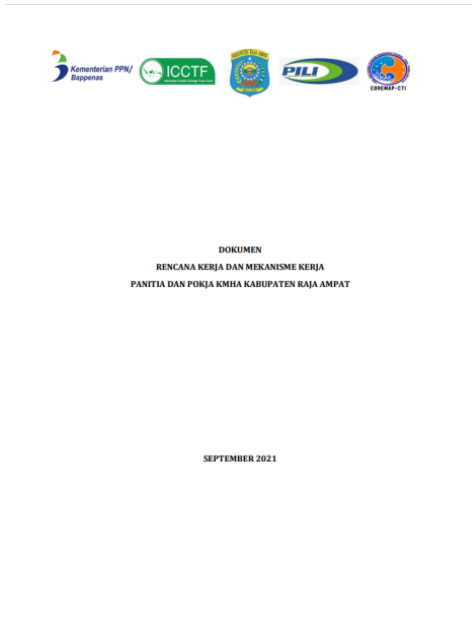 Kementerian PPN/
Bappenas
ICCTF
PILI
COREMAP-CTI
DOKUMEN
RENCANA KERJA DAN MEKANISME KERJA
PANITIA DAN POKJA KMHA KABUPATEN RAJA AMPAT
SEPTEMBER 2021